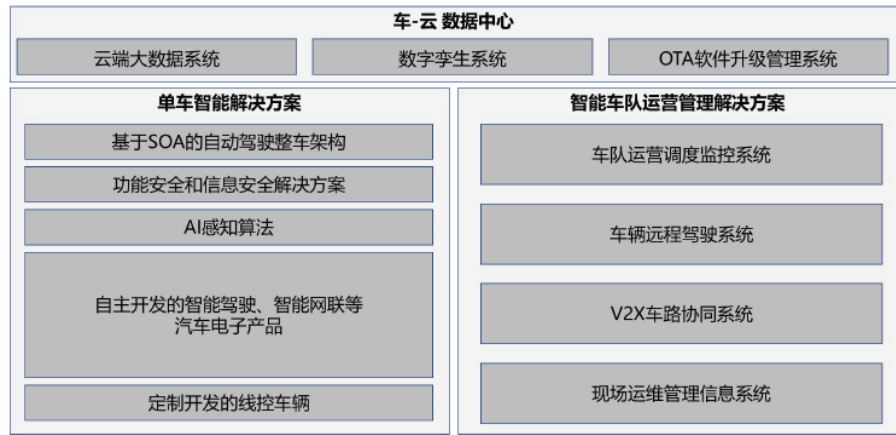 车-云 数据中心
云端大数据系统
数字孪生系统
OTA软件升级管理系统
单车智能解决方案
基于SOA的自动驾驶整车架构
功能安全和信息安全解决方案
AI感知算法
自主开发的智能驾驶、智能网联等
汽车电子产品
定制开发的线控车辆
智能车队运营管理解决方案
车队运营调度监控系统
车辆远程驾驶系统
V2X车路协同系统
现场运维管理信息系统